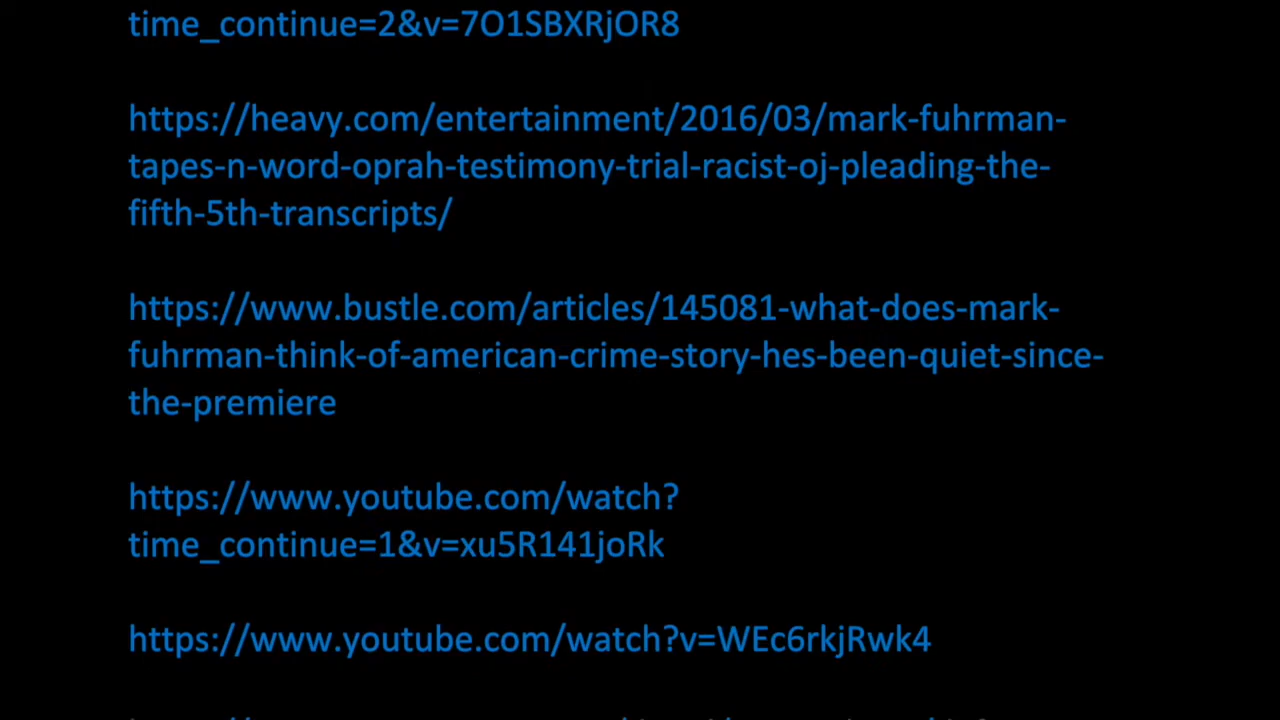 time_continue=2&v=7O1SBXRjOR8
https://heavy.com/entertainment/2016/03/mark-fuhrman-
tapes-n-word-oprah-testimony-trial-racist-oj-pleading-the-
fifth-5th-transcripts/
https://www.bustle.com/articles/145081-what-does-mark-
fuhrman-think-of-american-crime-story-hes-been-quiet-since-
the-premiere
https://www.youtube.com/watch?
time_continue=1&v=xu5R141joRk
https://www.youtube.com/watch?v=WEc6rkjRwk4